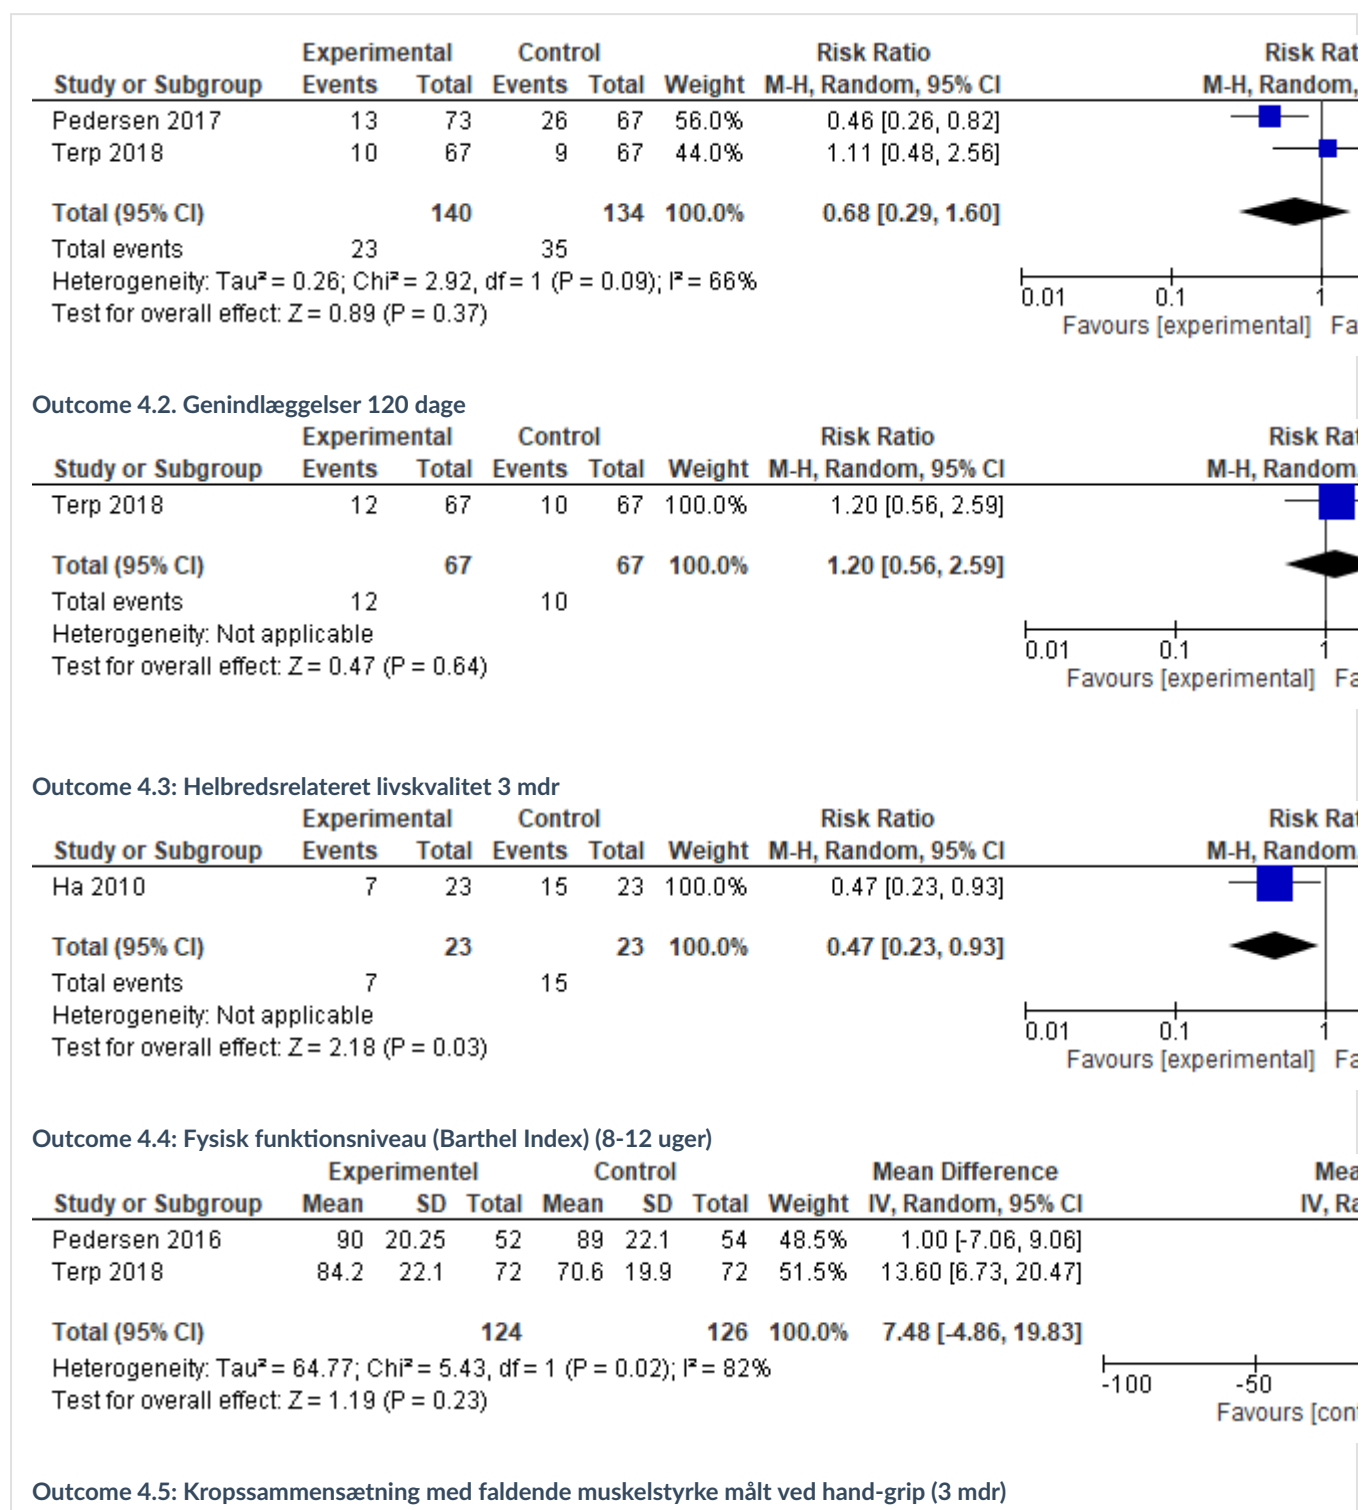 Experimental Control Risk Ratio Risk Rat
Study or Subgroup Events Total Events Total Weight M-H, Random, 95% CI M-H, Random,
Pedersen 2017 13 73 26 67 56.0% 0.46 [0.26, 0.82]
Terp 2018 10 67 9 67 44.0% 1.11 [0.48, 2.56]
Total (95% CI) 140 134 100.0% 0.68 [0.29, 1.60]
Total events 23 35
Heterogeneity: Tau² = 0.26; Chi² = 2.92, df = 1 (P = 0.09); I² = 66%
Test for overall effect: Z = 0.89 (P = 0.37)
0.01 0.1 1
Favours [experimental] Fa
Outcome 4.2. Genindlæggelser 120 dage
Experimental Control Risk Ratio Risk Rat
Study or Subgroup Events Total Events Total Weight M-H, Random, 95% CI M-H, Random,
Terp 2018 12 67 10 67 100.0% 1.20 [0.56, 2.59]
Total (95% CI) 67 67 100.0% 1.20 [0.56, 2.59]
Total events 12 10
Heterogeneity: Not applicable
Test for overall effect: Z = 0.47 (P = 0.64)
0.01 0.1 1
Favours [experimental] Fa
Outcome 4.3: Helbredsrelateret livskvalitet 3 mdr
Experimental Control Risk Ratio Risk Rat
Study or Subgroup Events Total Events Total Weight M-H, Random, 95% CI M-H, Random,
Ha 2010 7 23 15 23 100.0% 0.47 [0.23, 0.93]
Total (95% CI) 23 23 100.0% 0.47 [0.23, 0.93]
Total events 7 15
Heterogeneity: Not applicable
Test for overall effect: Z = 2.18 (P = 0.03)
0.01 0.1 1
Favours [experimental] Fa
Outcome 4.4: Fysisk funktionsniveau (Barthel Index) (8-12 uger)
Experimentel Control Mean Difference Mea
Study or Subgroup Mean SD Total Mean SD Total Weight IV, Random, 95% CI IV, Ra
Pedersen 2016 90 20.25 52 89 22.1 54 48.5% 1.00 [-7.06, 9.06]
Terp 2018 84.2 22.1 72 70.6 19.9 72 51.5% 13.60 [6.73, 20.47]
Total (95% CI) 124 126 100.0% 7.48 [-4.86, 19.83]
Heterogeneity: Tau² = 64.77; Chi² = 5.43, df = 1 (P = 0.02); I² = 82%
Test for overall effect: Z = 1.19 (P = 0.23)
-100 -50
Favours [cont
Outcome 4.5: Kropssammensætning med faldende muskelstyrke målt ved hand-grip (3 mdr)